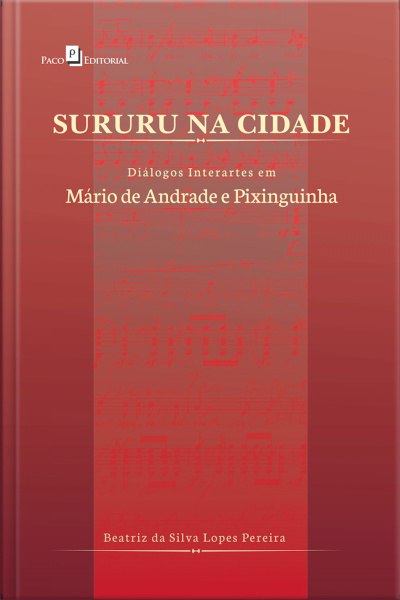 PACO P EDITORIAL
SURURU NA CIDADE
Diálogos Interartes em
Mário de Andrade e Pixinguinha
Beatriz da Silva Lopes Pereira